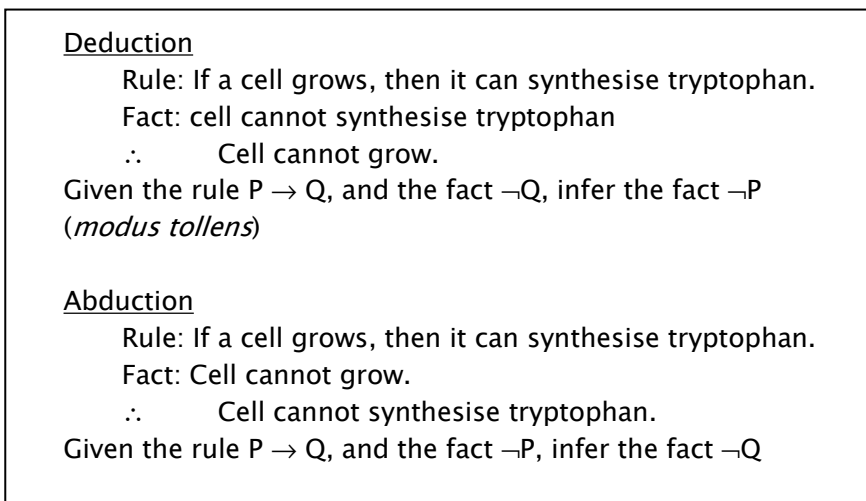 Deduction
Rule: If a cell grows, then it can synthesise tryptophan.
Fact: cell cannot synthesise tryptophan
∴ Cell cannot grow.
Given the rule P → Q, and the fact ¬Q, infer the fact ¬P
(modus tollens)
Abduction
Rule: If a cell grows, then it can synthesise tryptophan.
Fact: Cell cannot grow.
∴ Cell cannot synthesise tryptophan.
Given the rule P → Q, and the fact ¬P, infer the fact ¬Q